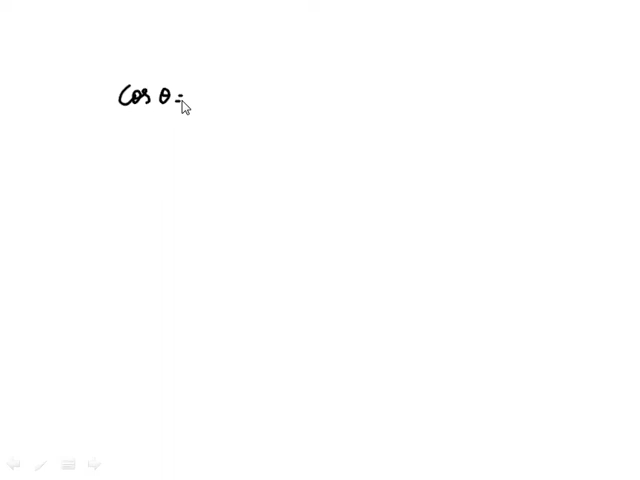 Cos θ =